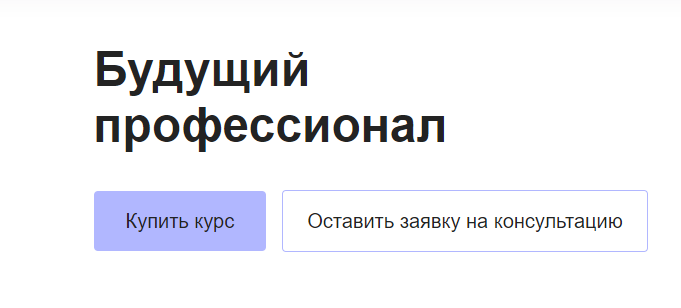 Будущий
профессионал
Купить курс
Оставить заявку на консультацию